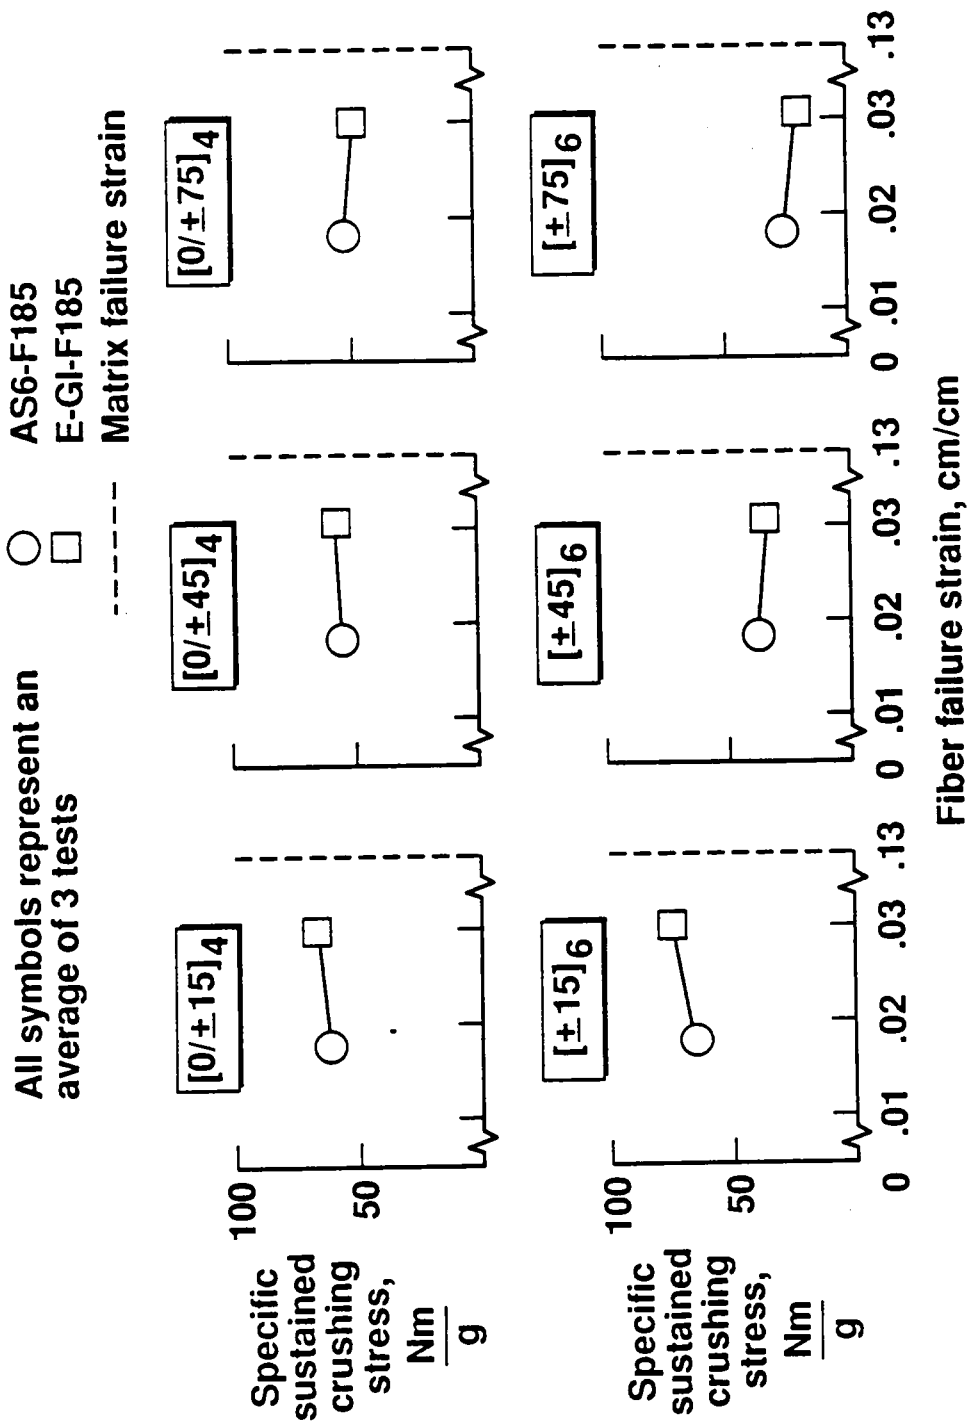 All symbols represent an
average of 3 tests
AS6-F185
E-Gl-F185
Matrix failure strain
[0/±15]4
[0/±45]4
[0/±75]4
100
50
Specific
sustained
crushing
stress,
Nm
g
[±15]6
[±45]6
[±75]6
100
50
Specific
sustained
crushing
stress,
Nm
g
0 .01 .02 .03 .13
0 .01 .02 .03 .13
0 .01 .02 .03 .13
Fiber failure strain, cm/cm